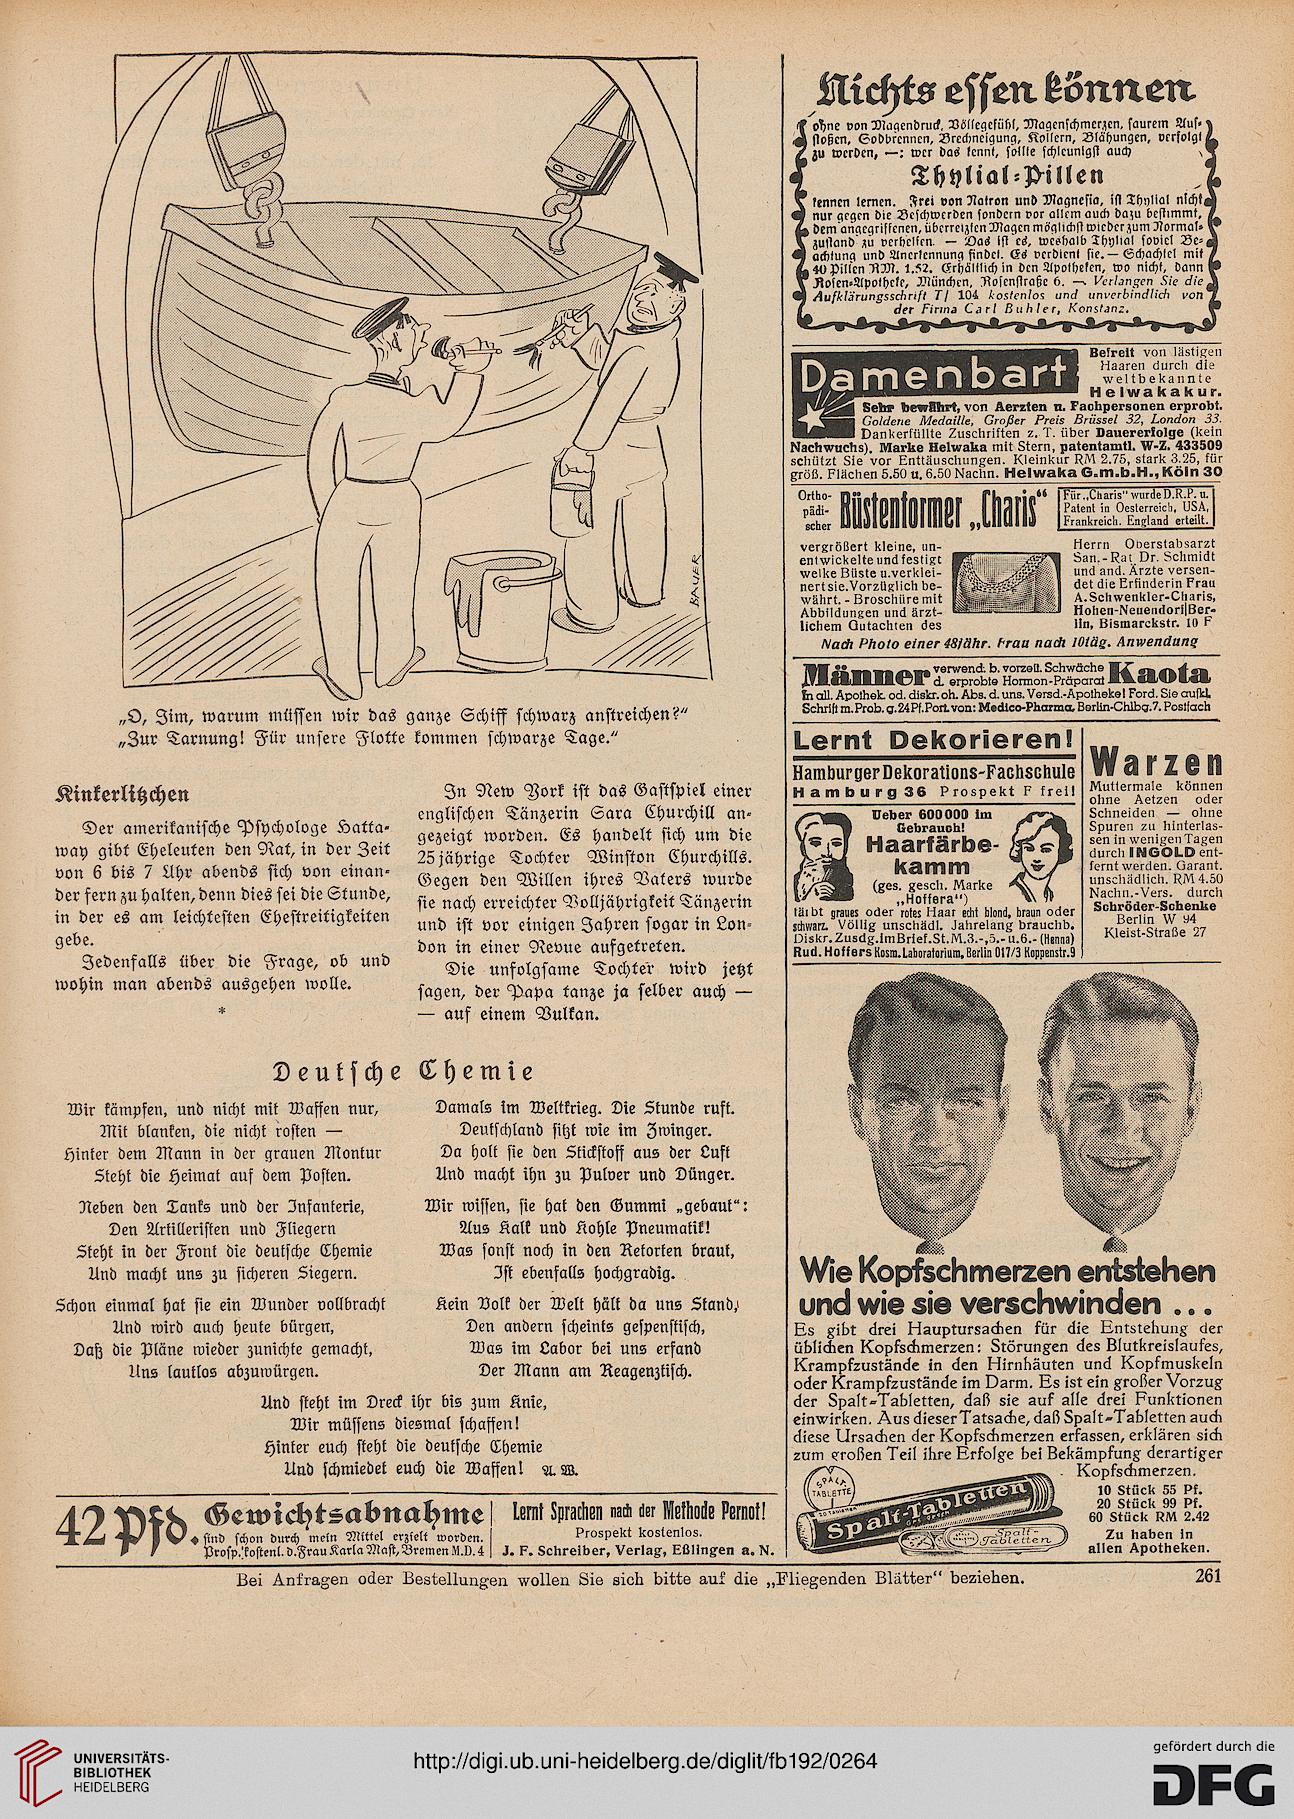 BAUER
„O, Jim, warum müssen wir das ganze Schiff schwarz anstreichen?“
„Zur Tarnung! Für unsere Flotte kommen schwarze Tage.“
Kinkerlitzchen
Der amerikanische Psychologe Hatta-
way gibt Eheleuten den Rat, in der Zeit
von 6 bis 7 Uhr abends sich von einan-
der fern zu halten, denn dies sei die Stunde,
in der es am leichtesten Ehestreitigkeiten
gebe.
Jedenfalls über die Frage, ob und
wohin man abends ausgehen wolle.
*
In New York ist das Gastspiel einer
englischen Tänzerin Sara Churchill an-
gezeigt worden. Es handelt sich um die
25jährige Tochter Winston Churchills.
Gegen den Willen ihres Vaters wurde
sie nach erreichter Volljährigkeit Tänzerin
und ist vor einigen Jahren sogar in Lon-
don in einer Revue aufgetreten.
Die unfolgsame Tochter wird jetzt
sagen, der Papa tanze ja selber auch —
— auf einem Vulkan.
Deutsche Chemie
Wir kämpfen, und nicht mit Waffen nur,
Mit blanken, die nicht rosten —
Hinter dem Mann in der grauen Montur
Steht die Heimat auf dem Posten.
Neben den Tanks und der Infanterie,
Den Artilleristen und Fliegern
Steht in der Front die deutsche Chemie
Und macht uns zu sicheren Siegern.
Schon einmal hat sie ein Wunder vollbracht
Und wird auch heute bürgen,
Daß die Pläne wieder zunichte gemacht,
Uns lautlos abzuwürgen.
Damals im Weltkrieg. Die Stunde ruft.
Deutschland sitzt wie im Zwinger.
Da holt sie den Stickstoff aus der Luft
Und macht ihn zu Pulver und Dünger.
Wir wissen, sie hat den Gummi „gebaut“:
Aus Kalk und Kohle Pneumatik!
Was sonst noch in den Retorten braut,
Ist ebenfalls hochgradig.
Kein Volk der Welt hält da uns Stand,
Den andern scheints gespenstisch,
Was im Labor bei uns erfand
Der Mann am Reagenztisch.
Und steht im Dreck ihr bis zum Knie,
Wir müssens diesmal schaffen!
Hinter euch steht die deutsche Chemie
Und schmiedet euch die Waffen! A. W.
42 Pfd. Gewichtsabnahme
sind schon durch mein Mittel erzielt worden.
Prosp. kostenl. d. Frau Karla Mast, Bremen M.D. 4
Lernt Sprachen nach der Methode Pernot!
Prospekt kostenlos.
J. F. Schreiber, Verlag, Eßlingen a. N.
Nichts essen können
ohne von Magendruck, Völlegefühl, Magenschmerzen, saurem Auf-
stoßen, Sodbrennen, Brechneigung, Kollern, Blähungen, verfolgt
zu werden, —: wer das kennt, sollte schleunigst auch
Thylial-Pillen
kennen lernen. Frei von Natron und Magnesia, ist Thylial nicht
nur gegen die Beschwerden sondern vor allem auch dazu bestimmt,
dem angegriffenen, überreizten Magen möglichst wieder zum Normal-
zustand zu verhelfen. — Das ist es, weshalb Thylial soviel Be-
achtung und Anerkennung findet. Es verdient sie. — Schachtel mit
40 Pillen RM. 1.52. Erhältlich in den Apotheken, wo nicht, dann
Rosen-Apotheke, München, Rosenstraße 6. — Verlangen Sie die
Aufklärungsschrift T/ 104 kostenlos und unverbindlich von
der Firma Carl Buhler, Konstanz.
Damenbart
Befreit von lästigen
Haaren durch die
weltbekannte
Helwakakur.
Sehr bewährt, von Aerzten u. Fachpersonen erprobt.
Goldene Medaille, Großer Preis Brüssel 32, London 33.
Dankerfüllte Zuschriften z. T. über Dauererfolge (kein
Nachwuchs). Marke Helwaka mit Stern, patentamtl. W-Z. 433509
schützt Sie vor Enttäuschungen. Kleinkur RM 2.75, stark 3.25, für
größ. Flächen 5.50 u. 6.50 Nachn. Helwaka G.m.b.H., Köln 30
Ortho-
pädi-
scher
Büstenformer „Charis“
Für „Charis“ wurde D.R.P. u.
Patent in Oesterreich, USA,
Frankreich. England erteilt.
vergrößert kleine, un-
entwickelte und festigt
welke Büste u. verklei-
nert sie. Vorzüglich be-
währt. - Broschüre mit
Abbildungen und ärzt-
lichem Gutachten des
Herrn Oberstabsarzt
San.-Rat Dr. Schmidt
und and. Ärzte versen-
det die Erfinderin Frau
A. Schwenkler-Charis,
Hohen-Neuendorf/Ber-
lin, Bismarckstr. 10 F
Nach Photo einer 48jähr. Frau nach 10täg. Anwendung
Männer verwend. b. vorzeit. Schwäche
d. erprobte Hormon-Präparat Kaota
In all. Apothek. od. diskr. oh. Abs. d. uns. Versd.-Apotheke! Ford. Sie aufkl.
Schrift m. Prob. g. 24 Pf. Port. von: Medico-Pharma, Berlin-Chlbg. 7. Postfach
Lernt Dekorieren!
Hamburger Dekorations-Fachschule
Hamburg 36 Prospekt F frei!
Ueber 600000 im
Gebrauch!
Haarfärbe-
kamm
(ges. gesch. Marke
„Hoffera“)
färbt graues oder rotes Haar echt blond, braun oder
schwarz. Völlig unschädl. Jahrelang brauchb.
Diskr. Zusdg. im Brief. St. M. 3.-, 5.- u. 6.- (Henna)
Rud. Hoffers Kosm. Laboratorium, Berlin O17/3 Koppenstr. 9
Warzen
Muttermale können
ohne Aetzen oder
Schneiden — ohne
Spuren zu hinterlas-
sen in wenigen Tagen
durch INGOLD ent-
fernt werden. Garant.
unschädlich. RM 4.50
Nachn.-Vers. durch
Schröder-Schenke
Berlin W 94
Kleist-Straße 27
Wie Kopfschmerzen entstehen
und wie sie verschwinden ...
Es gibt drei Hauptursachen für die Entstehung der
üblichen Kopfschmerzen: Störungen des Blutkreislaufes,
Krampfzustände in den Hirnhäuten und Kopfmuskeln
oder Krampfzustände im Darm. Es ist ein großer Vorzug
der Spalt-Tabletten, daß sie auf alle drei Funktionen
einwirken. Aus dieser Tatsache, daß Spalt-Tabletten auch
diese Ursachen der Kopfschmerzen erfassen, erklären sich
zum großen Teil ihre Erfolge bei Bekämpfung derartiger
Kopfschmerzen.
SPALT-
TABLETTE
Spalt-Tabletten
Spalt-
Tabletten
10 Stück 55 Pf.
20 Stück 99 Pf.
60 Stück RM 2.42
Zu haben in
allen Apotheken.
Bei Anfragen oder Bestellungen wollen Sie sich bitte auf die „Fliegenden Blätter“ beziehen.
261
UNIVERSITÄTS-
BIBLIOTHEK
HEIDELBERG
http://digi.ub.uni-heidelberg.de/diglit/fb192/0264
gefördert durch die
DFG